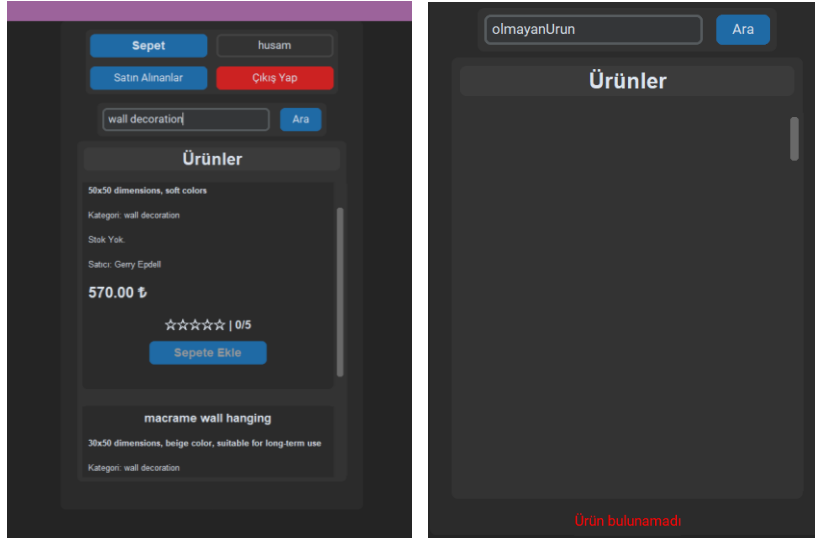 Sepet
husam
Satın Alınanlar
Çıkış Yap
wall decoration
Ara
Ürünler
50x50 dimensions, soft colors
Kategori: wall decoration
Stok Yok.
Satıcı: Gerry Epdell
570.00 ₺
☆☆☆☆☆ | 0/5
Sepete Ekle
macrame wall hanging
30x50 dimensions, beige color, suitable for long-term use
Kategori: wall decoration
olmayanUrun
Ara
Ürünler
Ürün bulunamadı